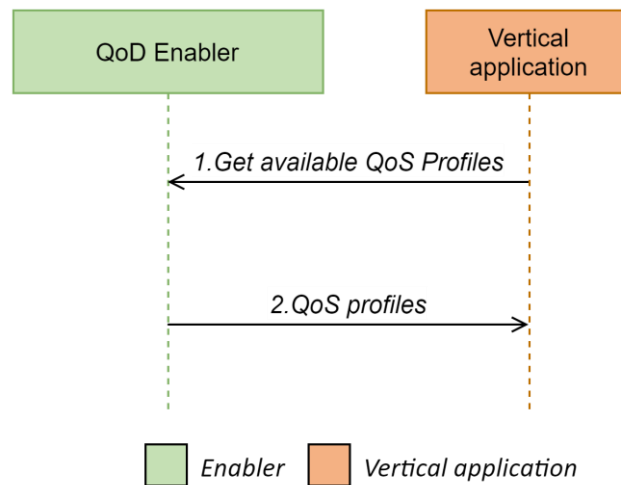 QoD Enabler
Vertical
application
1.Get available QoS Profiles
2.QoS profiles
Enabler
Vertical application